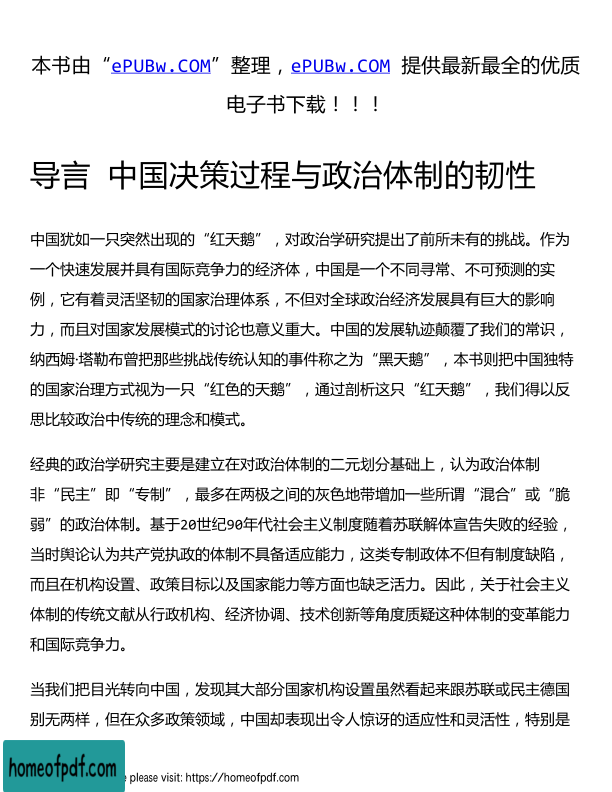 本书由“ePUBw.COM”整理，ePUBw.COM 提供最新最全的优质
电子书下载！！！
导言 中国决策过程与政治体制的韧性
中国犹如一只突然出现的“红天鹅”，对政治学研究提出了前所未有的挑战。作为
一个快速发展并具有国际竞争力的经济体，中国是一个不同寻常、不可预测的实
例，它有着灵活坚韧的国家治理体系，不但对全球政治经济发展具有巨大的影响
力，而且对国家发展模式的讨论也意义重大。中国的发展轨迹颠覆了我们的常识，
纳西姆·塔勒布曾把那些挑战传统认知的事件称之为“黑天鹅”，本书则把中国独特
的国家治理方式视为一只“红色的天鹅”，通过剖析这只“红天鹅”，我们得以反
思比较政治中传统的理念和模式。
经典的政治学研究主要是建立在对政治体制的二元划分基础上，认为政治体制
非“民主”即“专制”，最多在两极之间的灰色地带增加一些所谓“混合”或“脆
弱”的政治体制。基于20世纪90年代社会主义制度随着苏联解体宣告失败的经验，
当时舆论认为共产党执政的体制不具备适应能力，这类专制政体不但有制度缺陷，
而且在机构设置、政策目标以及国家能力等方面也缺乏活力。因此，关于社会主义
体制的传统文献从行政机构、经济协调、技术创新等角度质疑这种体制的变革能力
和国际竞争力。
当我们把目光转向中国，发现其大部分国家机构设置虽然看起来跟苏联或民主德国
别无两样，但在众多政策领域，中国却表现出令人惊讶的适应性和灵活性，特别是
homeofpdf.com
e please visit: https://homeofpdf.com